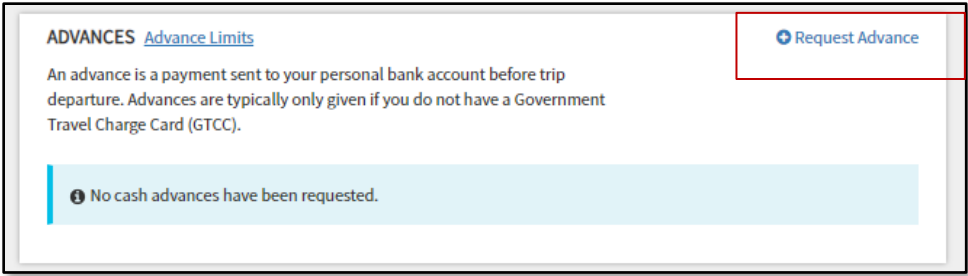 ADVANCES Advance Limits
Request Advance
An advance is a payment sent to your personal bank account before trip
departure. Advances are typically only given if you do not have a Government
Travel Charge Card (GTCC).
No cash advances have been requested.